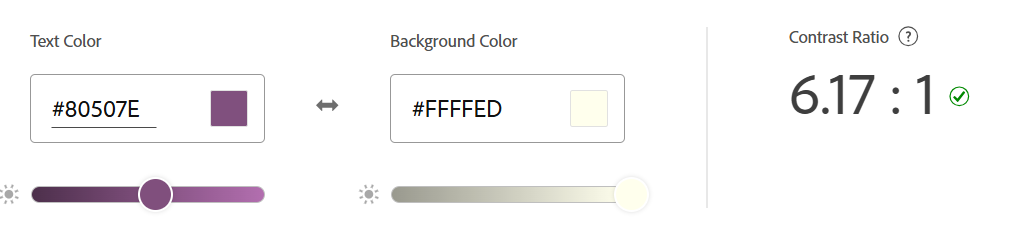 Text Color
Background Color
Contrast Ratio ?
#80507E
#FFFFED
6.17 : 1